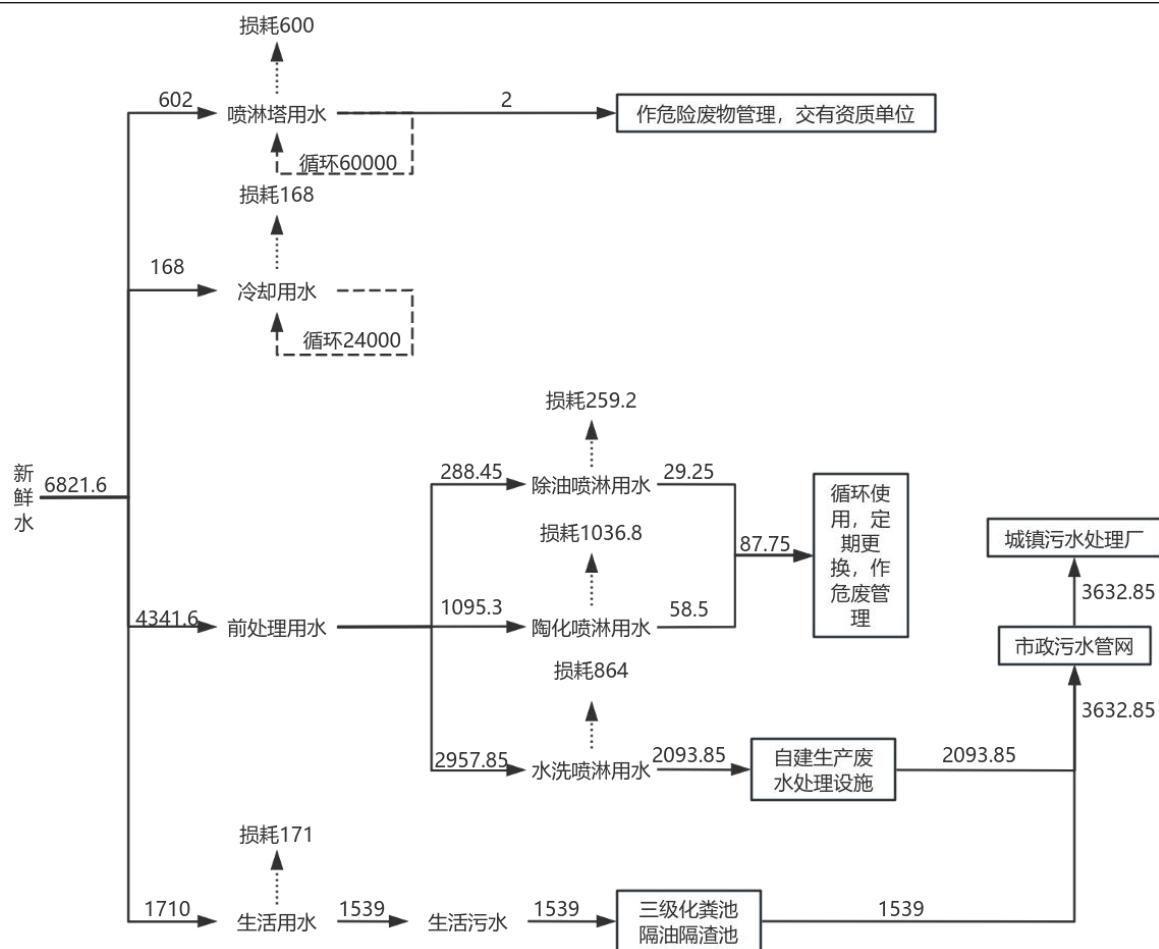 损耗600
602
喷淋塔用水
2
作危险废物管理，交有资质单位
循环60000
损耗168
168
冷却用水
循环24000
损耗259.2
新
鲜
水
6821.6
288.45
除油喷淋用水
29.25
循环使
用，定
期更
换，作
危废管
理
损耗1036.8
87.75
城镇污水处理厂
3632.85
4341.6
前处理用水
1095.3
陶化喷淋用水
58.5
市政污水管网
损耗864
3632.85
2957.85
水洗喷淋用水
2093.85
自建生产废
水处理设施
2093.85
损耗171
1710
生活用水
1539
生活污水
1539
三级化粪池
隔油隔渣池
1539